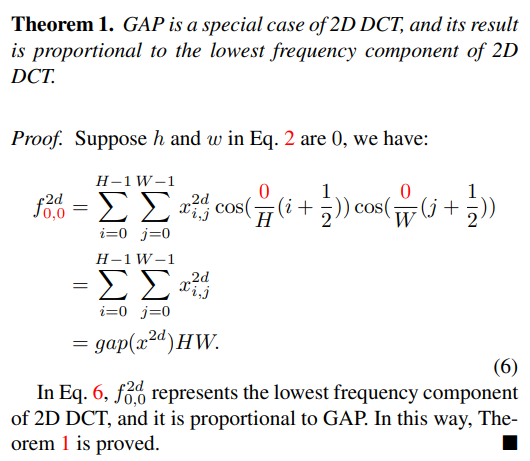 Theorem 1. GAP is a special case of 2D DCT, and its result
is proportional to the lowest frequency component of 2D
DCT.
Proof. Suppose h and w in Eq. 2 are 0, we have:
f_{0,0}^{2d} = \sum_{i=0}^{H-1} \sum_{j=0}^{W-1} x_{i,j}^{2d} \cos(\frac{0}{H}(i + \frac{1}{2})) \cos(\frac{0}{W}(j + \frac{1}{2}))
= \sum_{i=0}^{H-1} \sum_{j=0}^{W-1} x_{i,j}^{2d}
= gap(x^{2d})HW.
(6)
In Eq. 6, f_{0,0}^{2d} represents the lowest frequency component
of 2D DCT, and it is proportional to GAP. In this way, The-
orem 1 is proved. ■